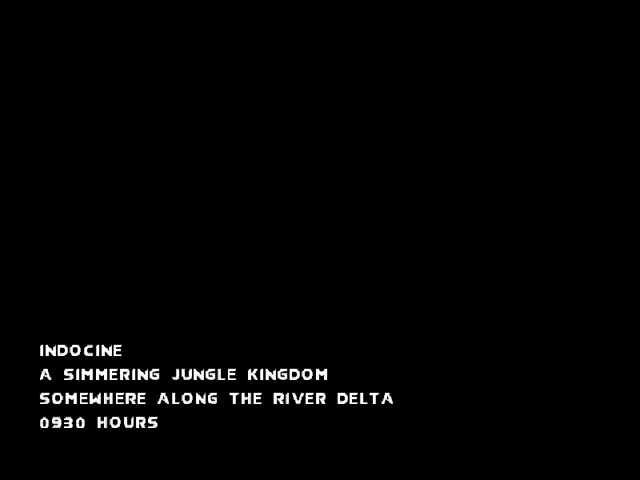 INDOCINE
A SIMMERING JUNGLE KINGDOM
SOMEWHERE ALONG THE RIVER DELTA
0930 HOURS